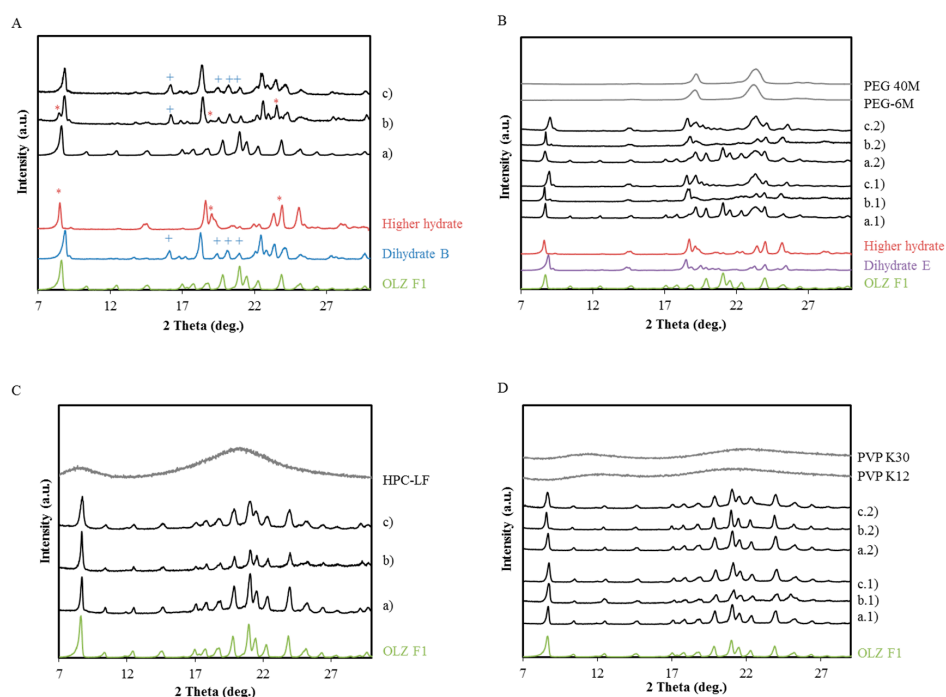 A
Intensity (a.u.)
+ + + +
c)
* + * *
b)
a)
* * *
Higher hydrate
+ + + +
Dihydrate B
OLZ F1
7 12 17 22 27
2 Theta (deg.)
B
Intensity (a.u.)
PEG 40M
PEG-6M
c.2)
b.2)
a.2)
c.1)
b.1)
a.1)
Higher hydrate
Dihydrate E
OLZ F1
7 12 17 22 27
2 Theta (deg.)
C
Intensity (a.u.)
HPC-LF
c)
b)
a)
OLZ F1
7 12 17 22 27
2 Theta (deg.)
D
Intensity (a.u.)
PVP K30
PVP K12
c.2)
b.2)
a.2)
c.1)
b.1)
a.1)
OLZ F1
7 12 17 22 27
2 Theta (deg.)